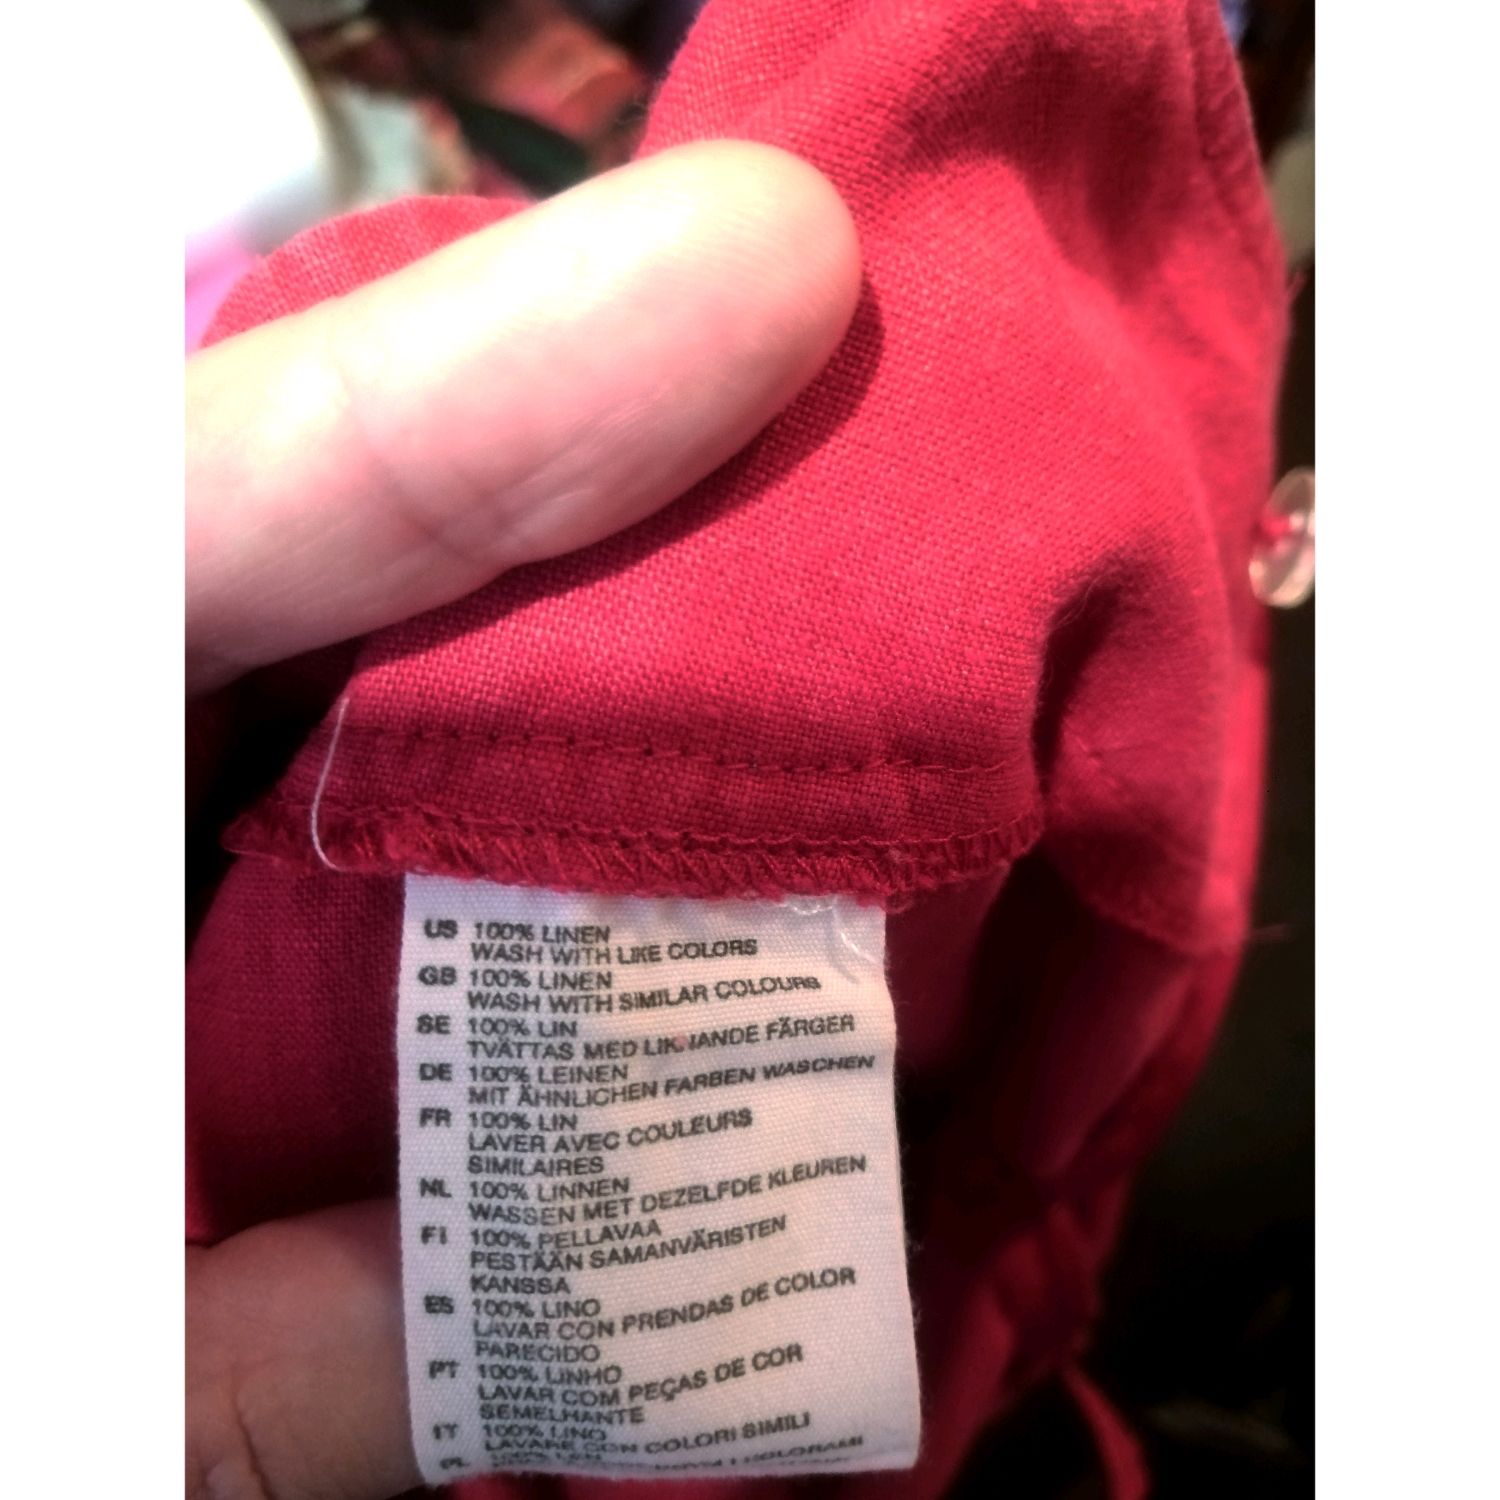 US 100% LINEN
WASH WITH LIKE COLORS
GB 100% LINEN
WASH WITH SIMILAR COLOURS
SE 100% LIN
TVÄTTAS MED LIKNANDE FÄRGER
DE 100% LEINEN
MIT ÄHNLICHEN FARBEN WASCHEN
FR 100% LIN
LAVER AVEC COULEURS
SIMILAIRES
NL 100% LINNEN
WASSEN MET DEZELFDE KLEUREN
FI 100% PELLAVAA
PESTÄÄN SAMANVÄRISTEN
KANSSA
ES 100% LINO
LAVAR CON PRENDAS DE COLOR
PARECIDO
PT 100% LINHO
LAVAR COM PEÇAS DE COR
SEMELHANTE
IT 100% LINO
LAVARE CON COLORI SIMILI
PL 100% LEN